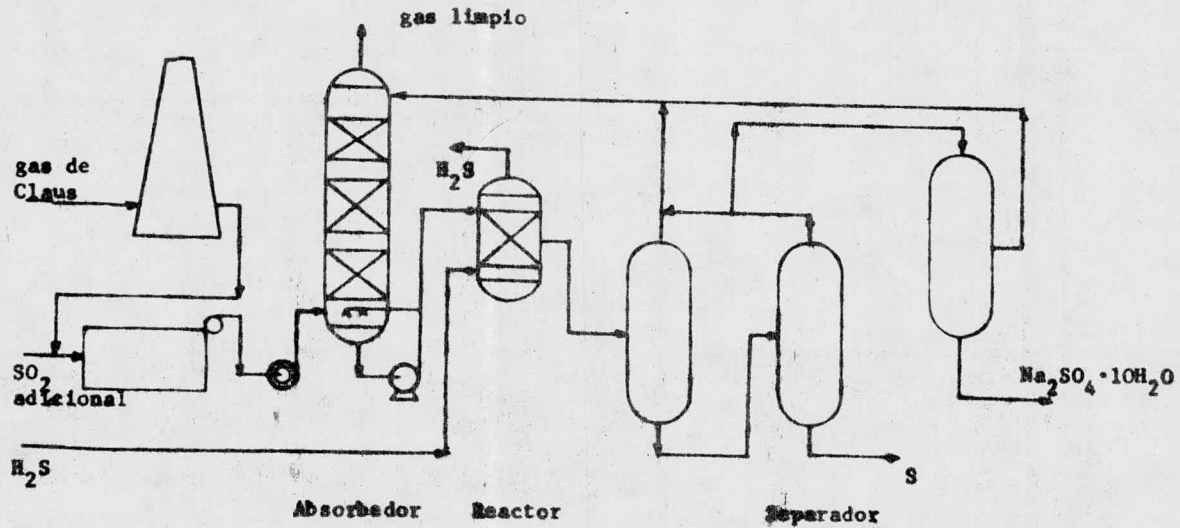 gas limpio
gas de
Claus
H₂S
SO₂
adicional
H₂S
Na₂SO₄·10H₂O
S
Absorbedor
Reactor
Separador